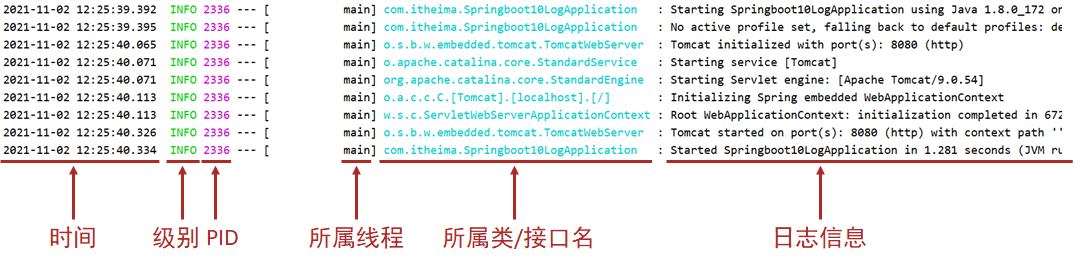 2021-11-02 12:25:39.392 INFO 2336 --- [ main] com.itheima.Springboot10LogApplication : Starting Springboot10LogApplication using Java 1.8.0_172 on
2021-11-02 12:25:39.395 INFO 2336 --- [ main] com.itheima.Springboot10LogApplication : No active profile set, falling back to default profiles: de
2021-11-02 12:25:40.065 INFO 2336 --- [ main] o.s.b.w.embedded.tomcat.TomcatWebServer : Tomcat initialized with port(s): 8080 (http)
2021-11-02 12:25:40.071 INFO 2336 --- [ main] o.apache.catalina.core.StandardService : Starting service [Tomcat]
2021-11-02 12:25:40.071 INFO 2336 --- [ main] org.apache.catalina.core.StandardEngine : Starting Servlet engine: [Apache Tomcat/9.0.54]
2021-11-02 12:25:40.113 INFO 2336 --- [ main] o.a.c.c.C.[Tomcat].[localhost].[/] : Initializing Spring embedded WebApplicationContext
2021-11-02 12:25:40.113 INFO 2336 --- [ main] w.s.c.ServletWebServerApplicationContext : Root WebApplicationContext: initialization completed in 672
2021-11-02 12:25:40.326 INFO 2336 --- [ main] o.s.b.w.embedded.tomcat.TomcatWebServer : Tomcat started on port(s): 8080 (http) with context path ''
2021-11-02 12:25:40.334 INFO 2336 --- [ main] com.itheima.Springboot10LogApplication : Started Springboot10LogApplication in 1.281 seconds (JVM ru
时间 级别 PID 所属线程 所属类/接口名 日志信息